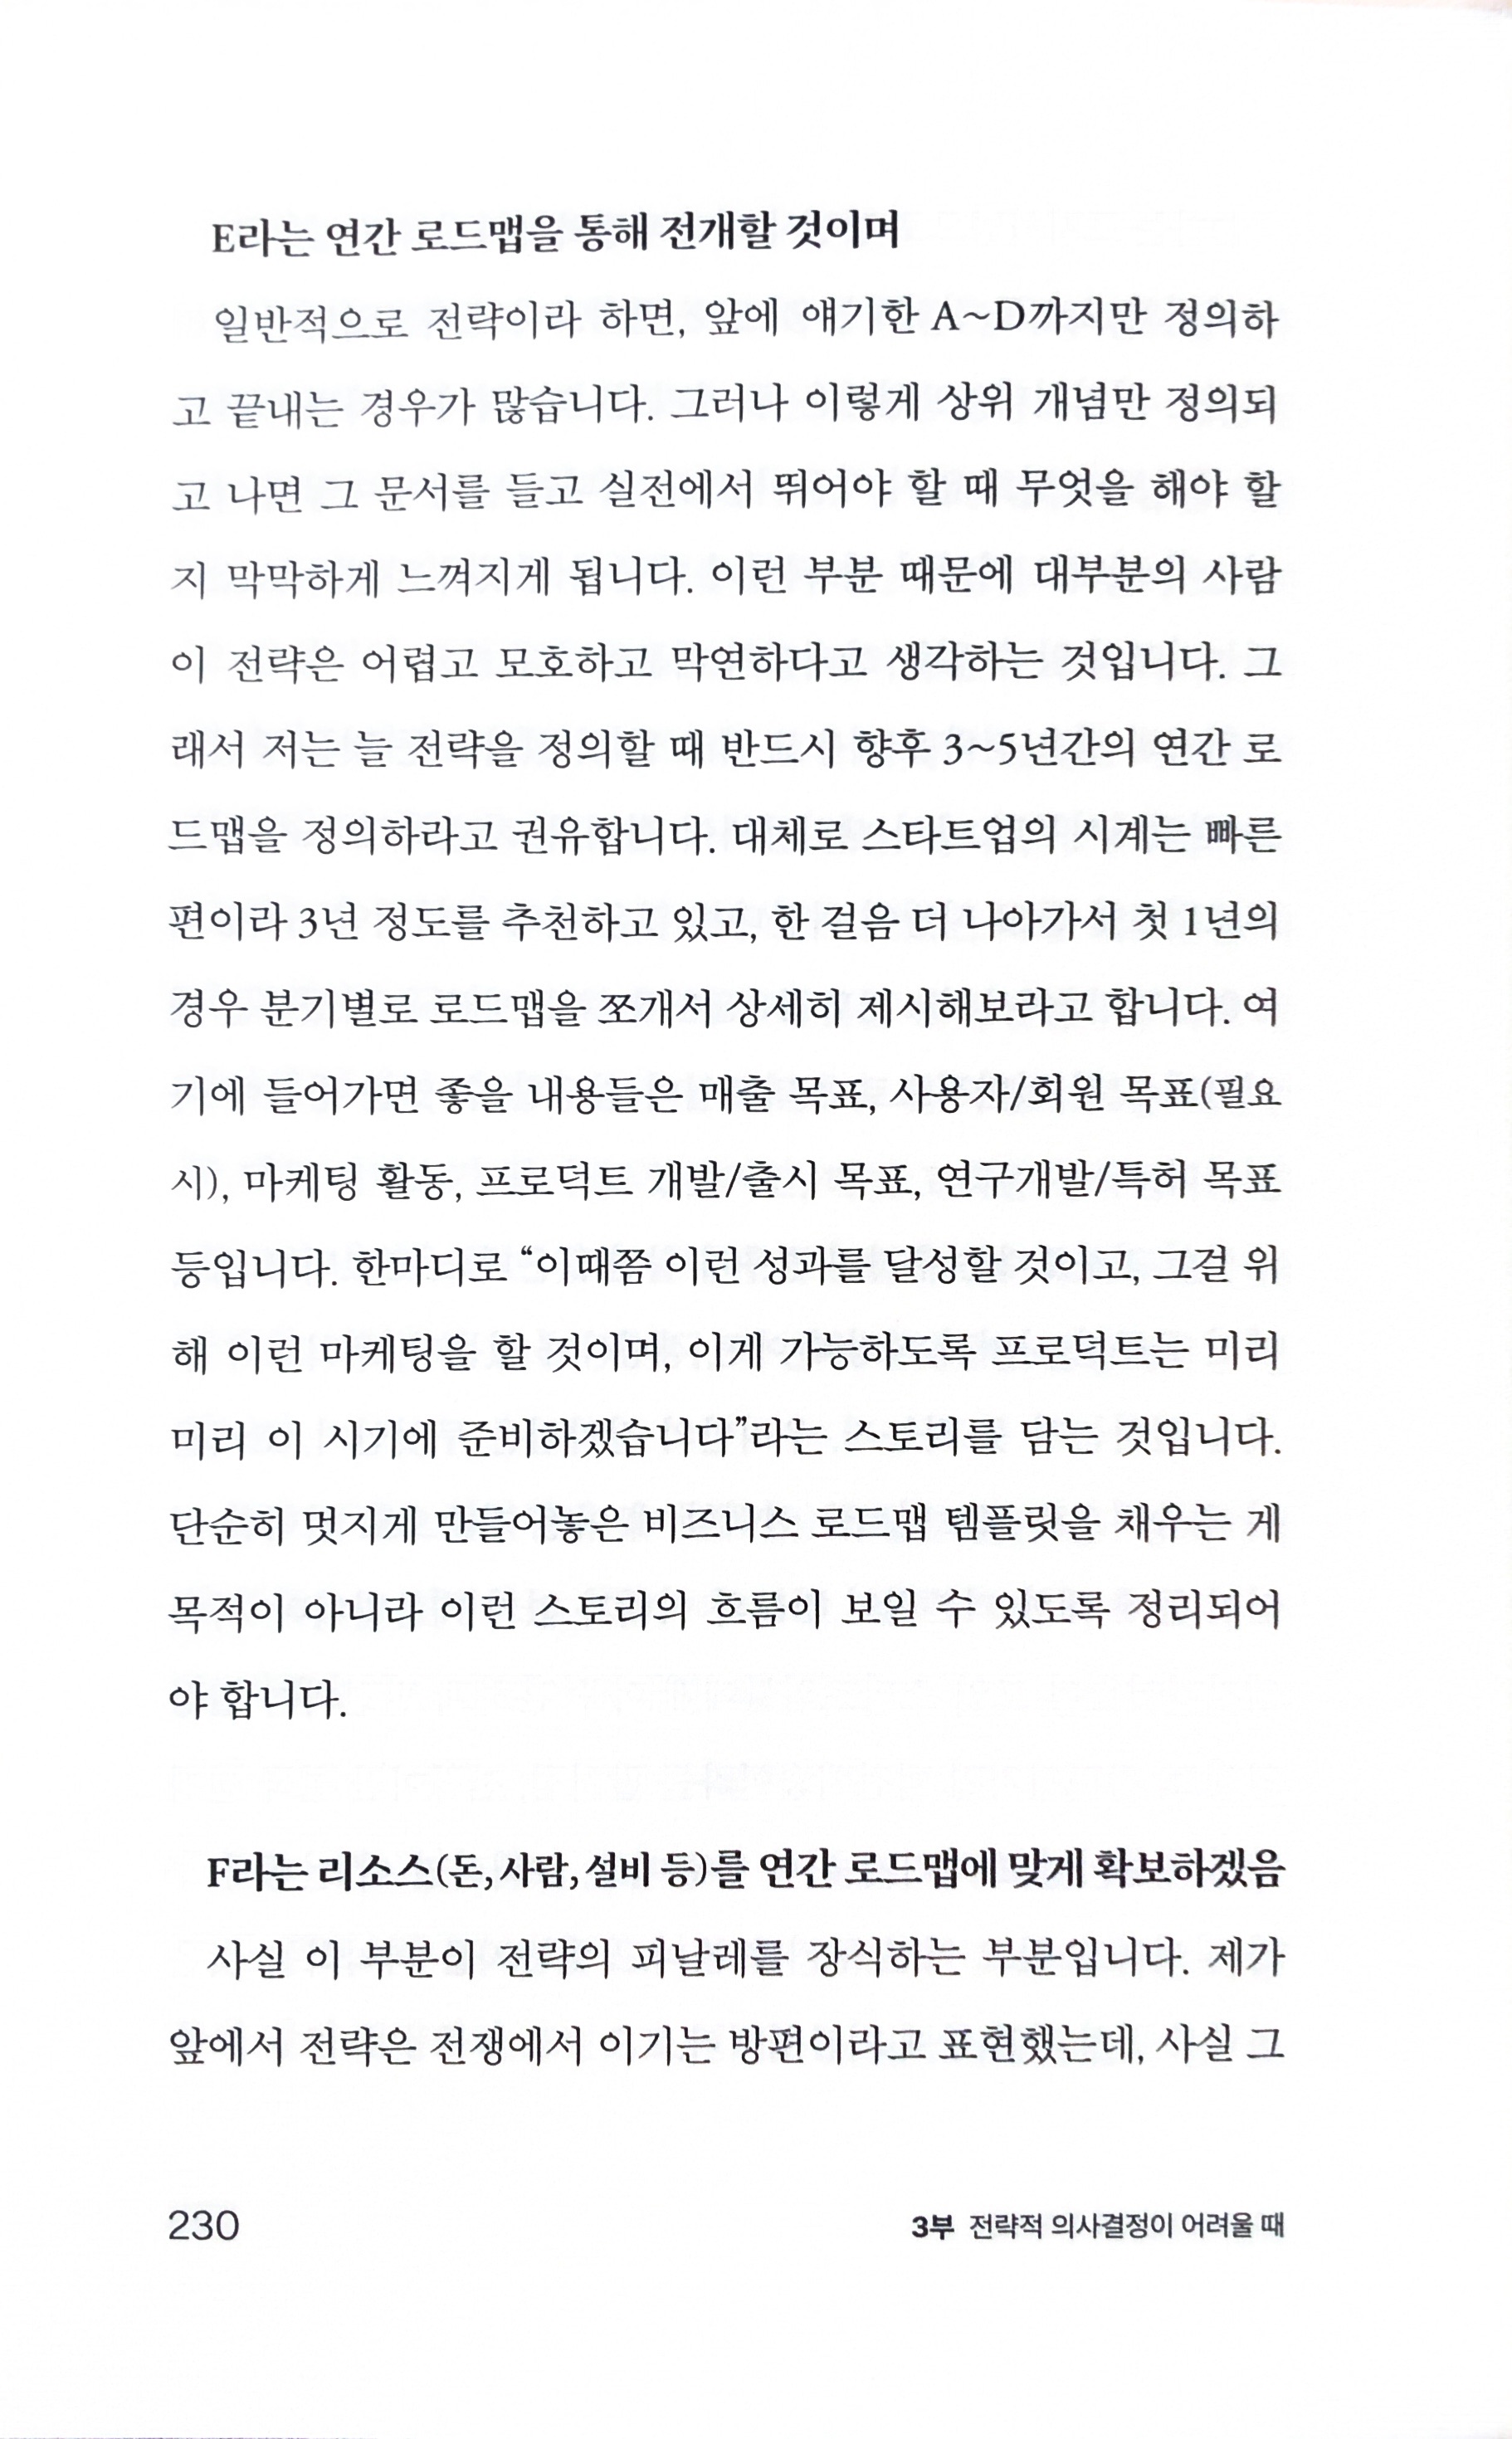 E라는 연간 로드맵을 통해 전개할 것이며
일반적으로 전략이라 하면, 앞에 얘기한 A~D까지만 정의하
고 끝내는 경우가 많습니다. 그러나 이렇게 상위 개념만 정의되
고 나면 그 문서를 들고 실전에서 뛰어야 할 때 무엇을 해야 할
지 막막하게 느껴지게 됩니다. 이런 부분 때문에 대부분의 사람
이 전략은 어렵고 모호하고 막연하다고 생각하는 것입니다. 그
래서 저는 늘 전략을 정의할 때 반드시 향후 3~5년간의 연간 로
드맵을 정의하라고 권유합니다. 대체로 스타트업의 시계는 빠른
편이라 3년 정도를 추천하고 있고, 한 걸음 더 나아가서 첫 1년의
경우 분기별로 로드맵을 쪼개서 상세히 제시해보라고 합니다. 여
기에 들어가면 좋을 내용들은 매출 목표, 사용자/회원 목표(필요
시), 마케팅 활동, 프로덕트 개발/출시 목표, 연구개발/특허 목표
등입니다. 한마디로 “이때쯤 이런 성과를 달성할 것이고, 그걸 위
해 이런 마케팅을 할 것이며, 이게 가능하도록 프로덕트는 미리
미리 이 시기에 준비하겠습니다”라는 스토리를 담는 것입니다.
단순히 멋지게 만들어놓은 비즈니스 로드맵 템플릿을 채우는 게
목적이 아니라 이런 스토리의 흐름이 보일 수 있도록 정리되어
야 합니다.
F라는 리소스(돈, 사람, 설비 등)를 연간 로드맵에 맞게 확보하겠음
사실 이 부분이 전략의 피날레를 장식하는 부분입니다. 제가
앞에서 전략은 전쟁에서 이기는 방편이라고 표현했는데, 사실 그
230
3부 전략적 의사결정이 어려울 때